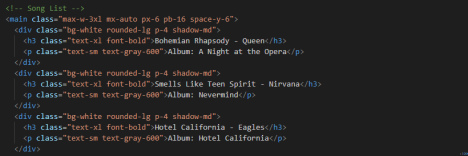 <!-- Song List -->
<main class="max-w-3xl mx-auto px-6 pb-16 space-y-6">
<div class="bg-white rounded-lg p-4 shadow-md">
<h3 class="text-xl font-bold">Bohemian Rhapsody - Queen</h3>
<p class="text-sm text-gray-600">Album: A Night at the Opera</p>
</div>
<div class="bg-white rounded-lg p-4 shadow-md">
<h3 class="text-xl font-bold">Smells Like Teen Spirit - Nirvana</h3>
<p class="text-sm text-gray-600">Album: Nevermind</p>
</div>
<div class="bg-white rounded-lg p-4 shadow-md">
<h3 class="text-xl font-bold">Hotel California - Eagles</h3>
<p class="text-sm text-gray-600">Album: Hotel California</p>
</div>